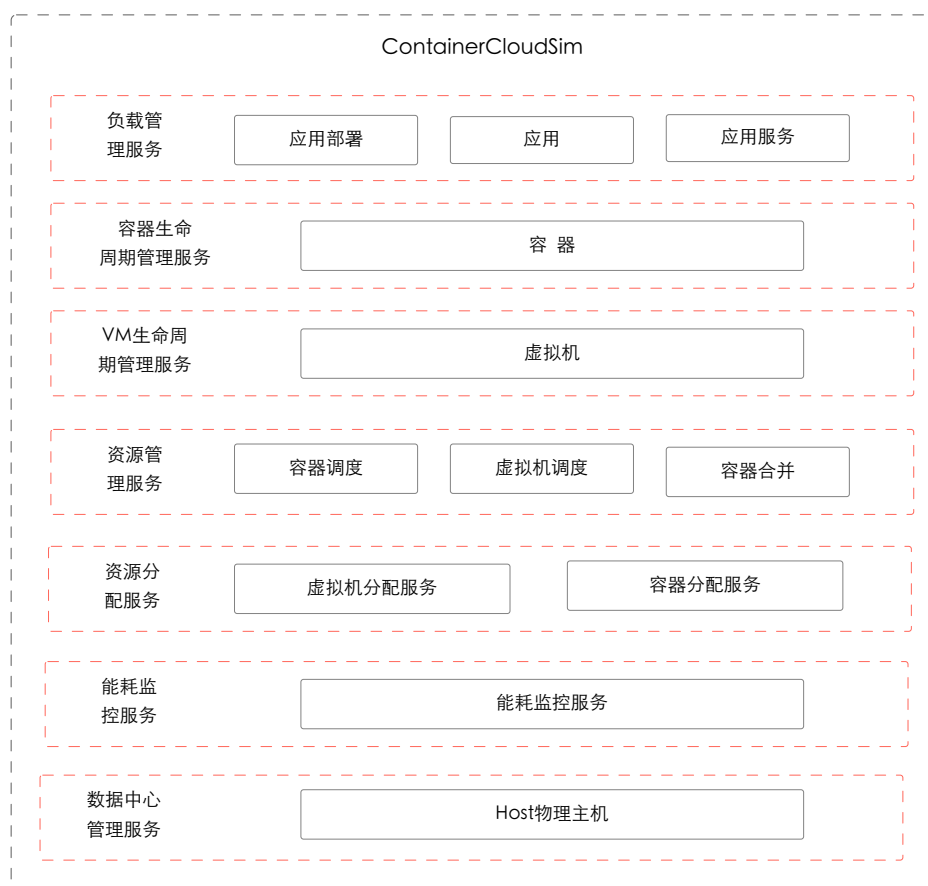 ContainerCloudSim
负载管
理服务
应用部署
应用
应用服务
容器生命
周期管理服务
容 器
VM生命周
期管理服务
虚拟机
资源管
理服务
容器调度
虚拟机调度
容器合并
资源分
配服务
虚拟机分配服务
容器分配服务
能耗监
控服务
能耗监控服务
数据中心
管理服务
Host物理主机